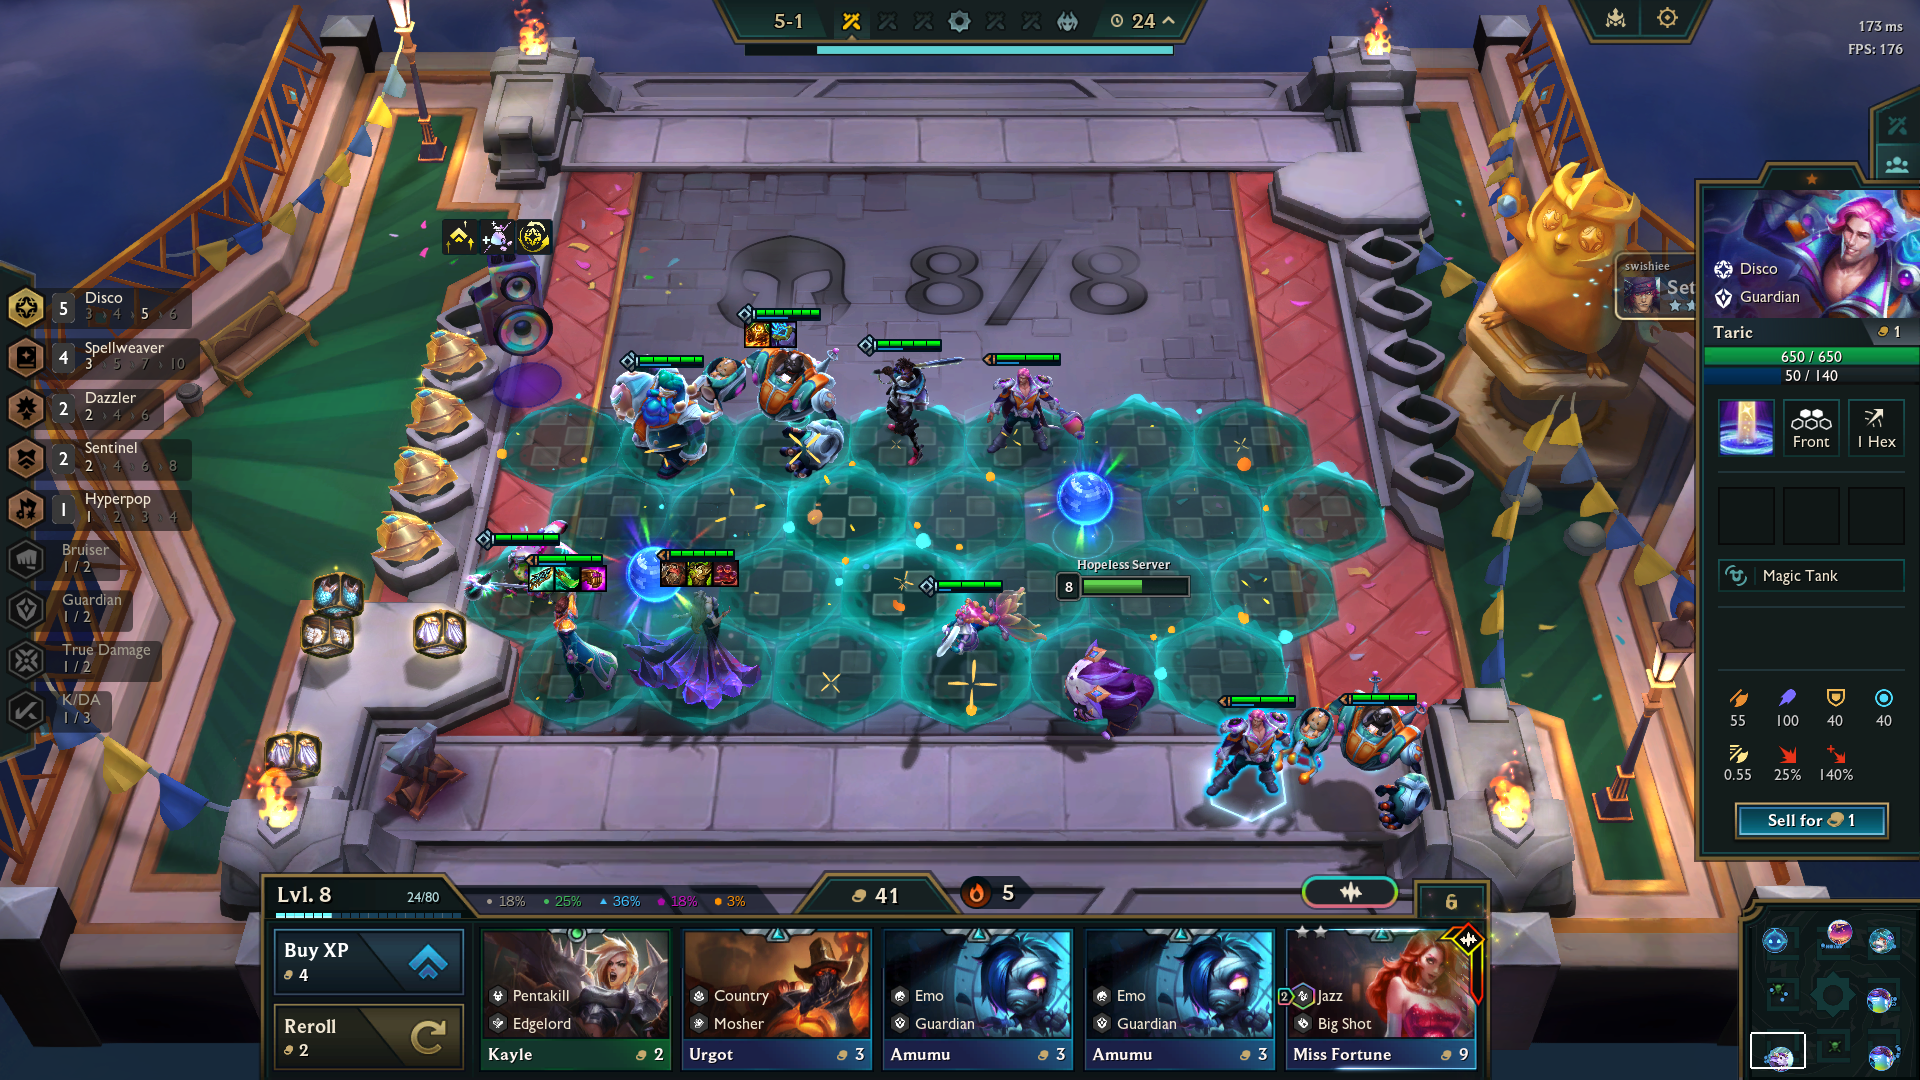 5-1
24
173 ms
FPS: 176
8/8
swishiee
Set
Disco
Guardian
Taric
1
650 / 650
50 / 140
Front
1 Hex
Magic Tank
55
100
40
40
0.55
25%
140%
Sell for 1
5
Disco
3 › 4 › 5 › 6
4
Spellweaver
3 › 5 › 7 › 10
2
Dazzler
2 › 4 › 6
2
Sentinel
2 › 4 › 6 › 8
1
Hyperpop
1 › 2 › 3 › 4
Bruiser
1 / 2
Guardian
1 / 2
True Damage
1 / 2
K/DA
1 / 3
Hopeless Server
8
Lvl. 8
24/80
18%
25%
36%
18%
3%
41
5
6
Buy XP
4
Reroll
2
Pentakill
Edgelord
Kayle
2
Country
Mosher
Urgot
3
Emo
Guardian
Amumu
3
Emo
Guardian
Amumu
3
2
Jazz
Big Shot
Miss Fortune
9